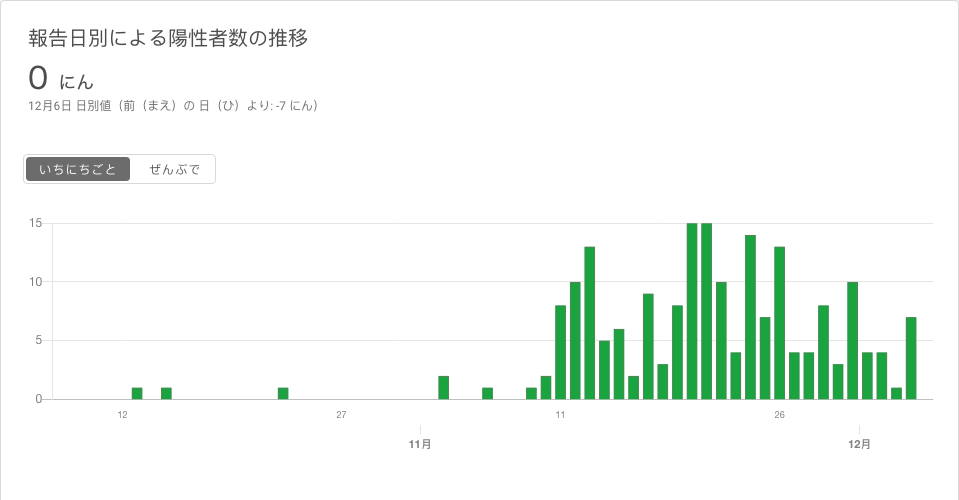 報告日別による陽性者数の推移
0 にん
12月6日 日別値（前（まえ）の 日（ひ）より: -7 にん）
いちにちごと ぜんぶで
15
10
5
0
12 27 11 26
11月 12月